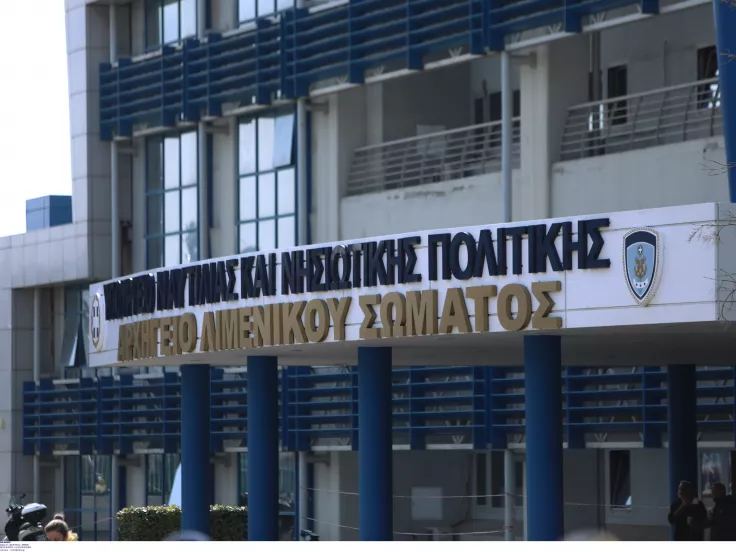 ΥΠΟΥΡΓΕΙΟ ΝΑΥΤΙΛΙΑΣ ΚΑΙ ΝΗΣΙΩΤΙΚΗΣ ΠΟΛΙΤΙΚΗΣ
ΑΡΧΗΓΕΙΟ ΛΙΜΕΝΙΚΟΥ ΣΩΜΑΤΟΣ